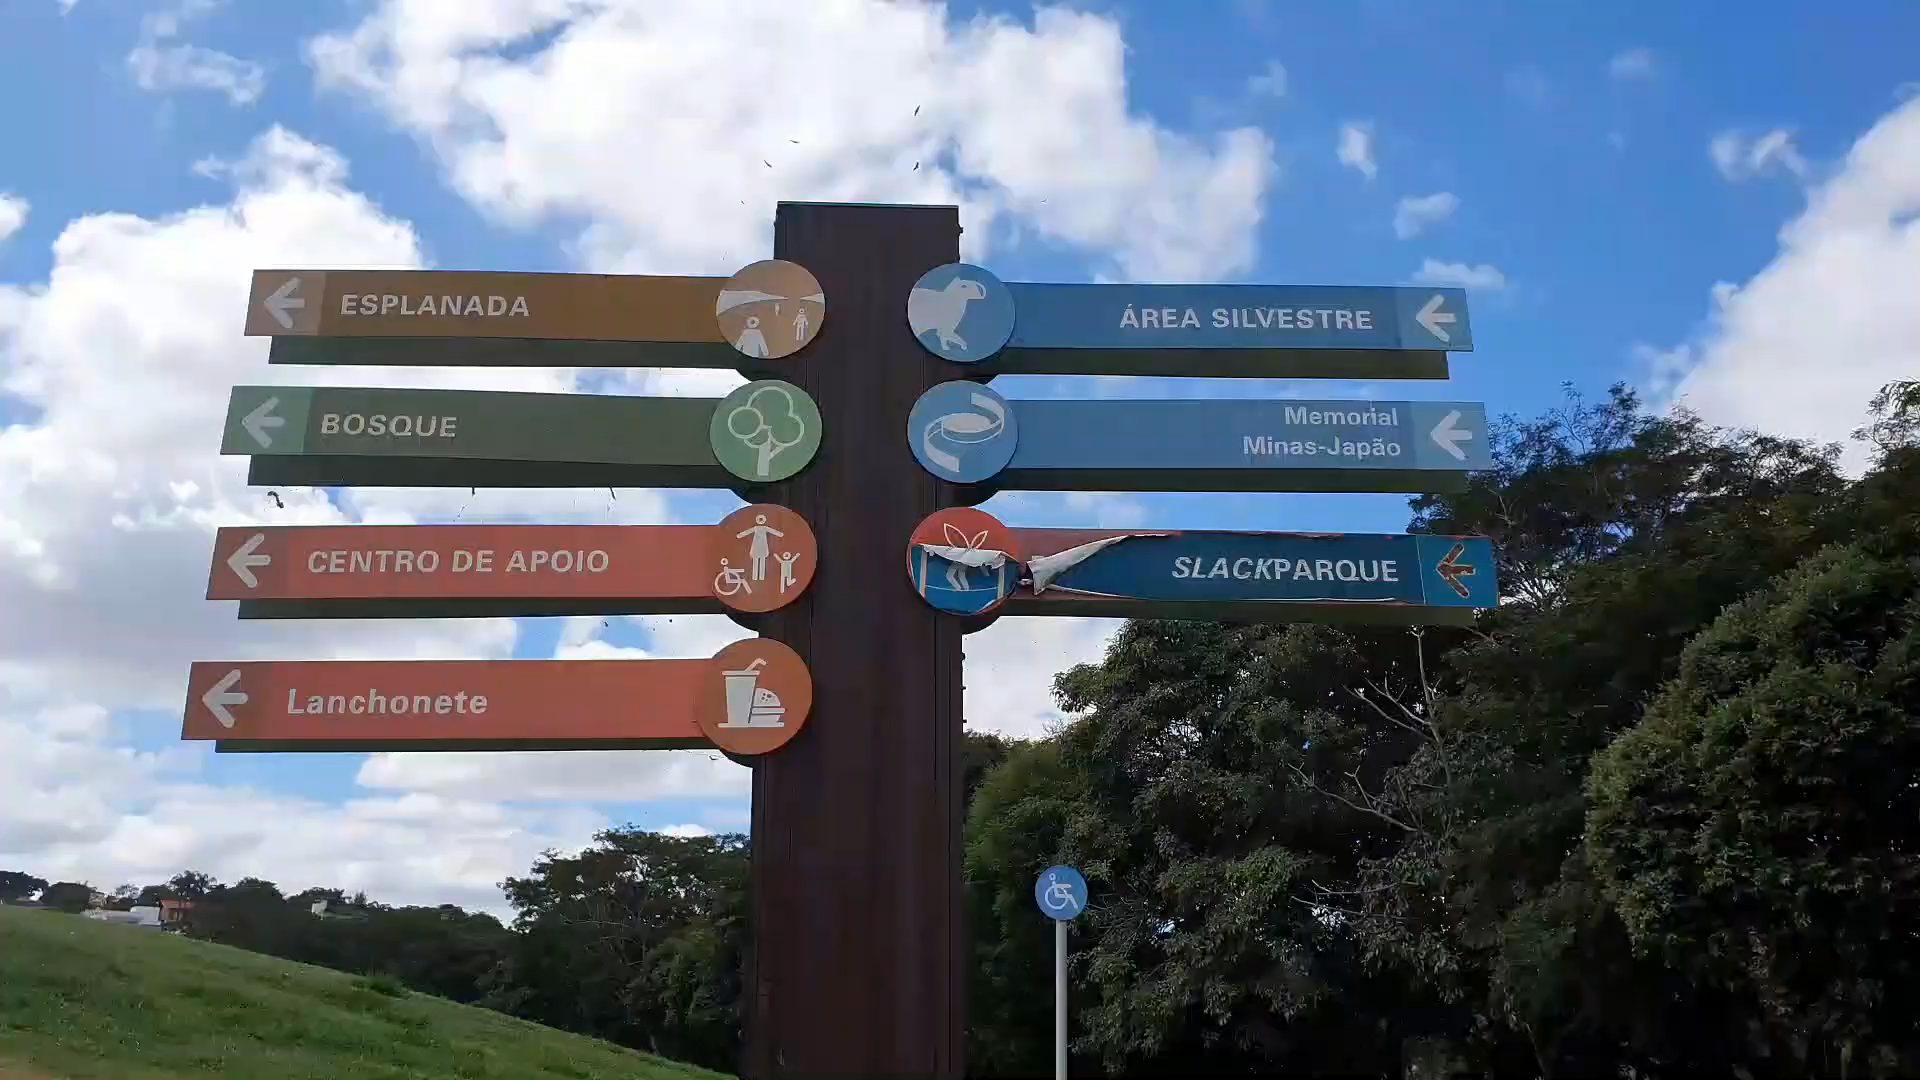 ESPLANADA
BOSQUE
CENTRO DE APOIO
Lanchonete
ÁREA SILVESTRE
Memorial
Minas-Japão
SLACKPARQUE